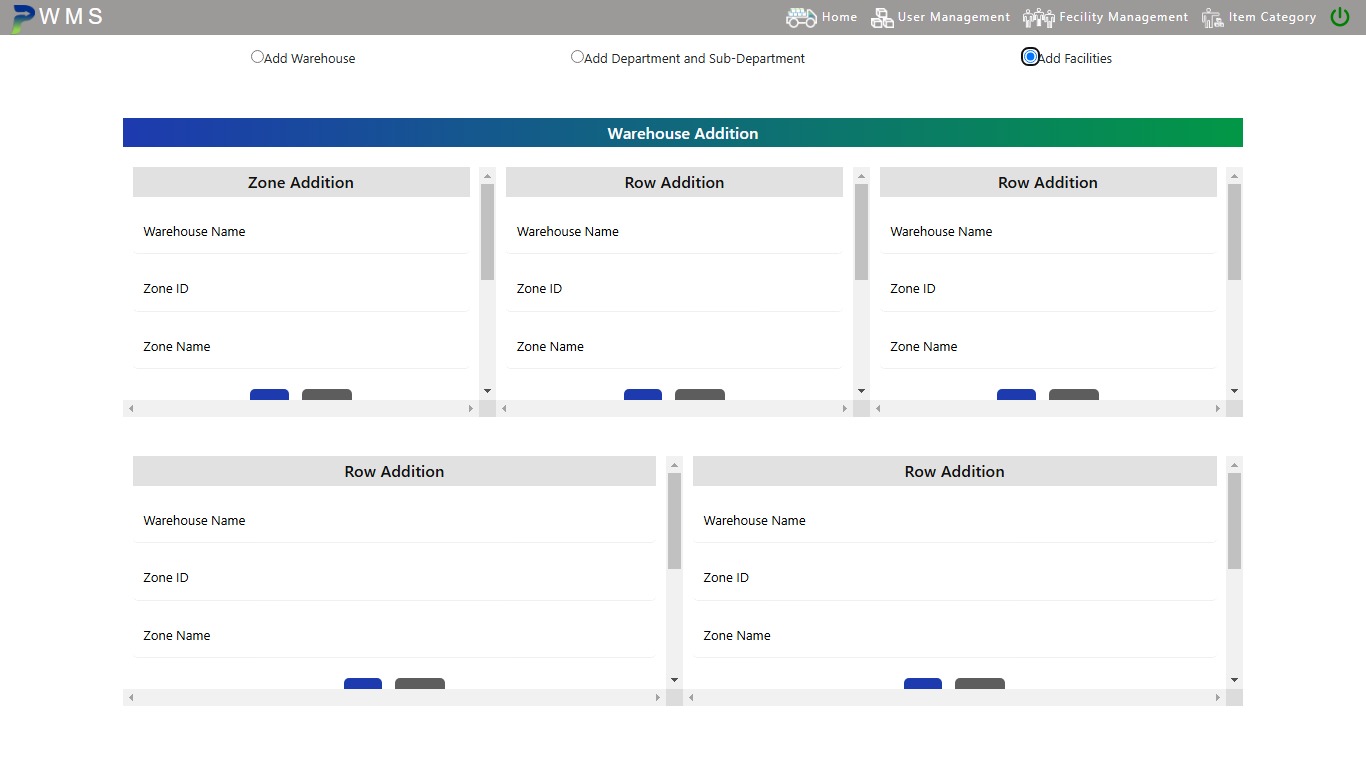 WMS
Home
User Management
Fecility Management
Item Category
Add Warehouse
Add Department and Sub-Department
Add Facilities
Warehouse Addition
Zone Addition
Warehouse Name
Zone ID
Zone Name
Row Addition
Warehouse Name
Zone ID
Zone Name
Row Addition
Warehouse Name
Zone ID
Zone Name
Row Addition
Warehouse Name
Zone ID
Zone Name
Row Addition
Warehouse Name
Zone ID
Zone Name